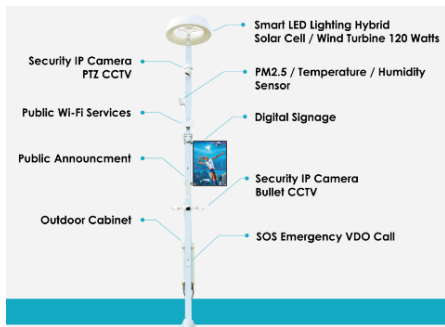 Smart LED Lighting Hybrid
Solar Cell / Wind Turbine 120 Watts
Security IP Camera
PTZ CCTV
PM2.5 / Temperature / Humidity
Sensor
Public Wi-Fi Services
Digital Signage
Public Announcment
Security IP Camera
Bullet CCTV
Outdoor Cabinet
SOS Emergency VDO Call